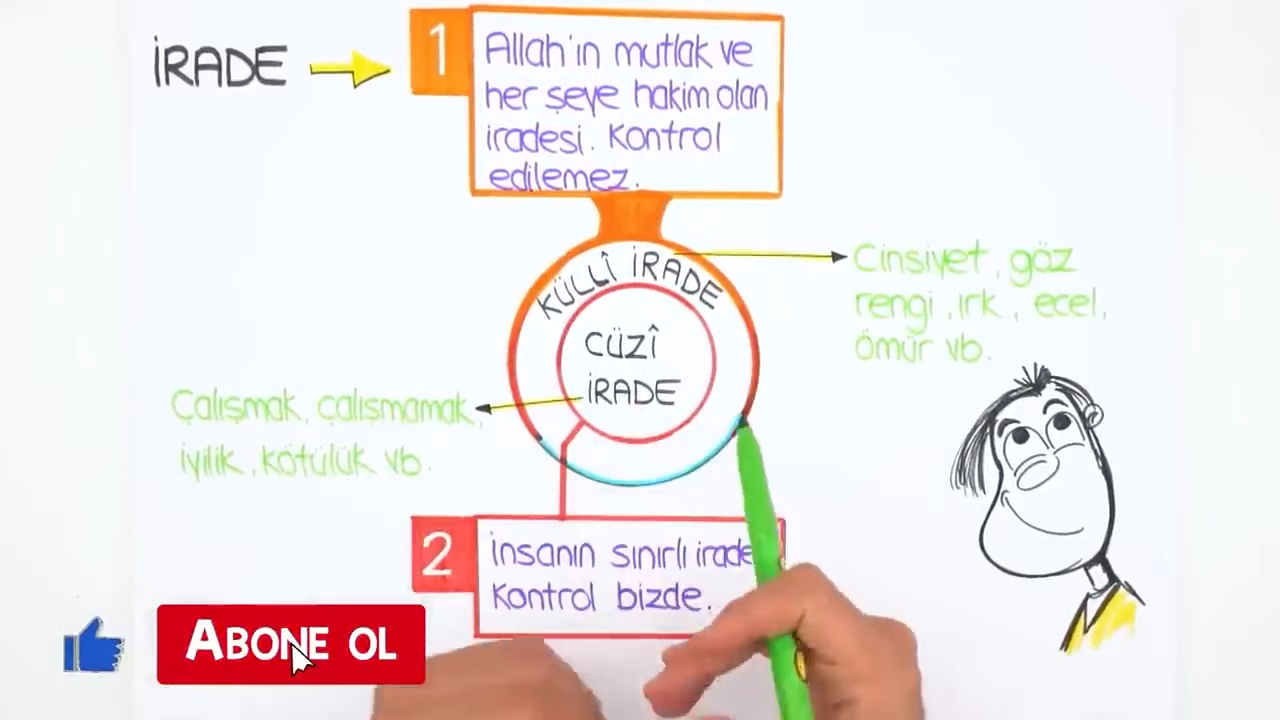 İRADE
1
Allah'ın mutlak ve
her şeye hakim olan
iradesi. Kontrol
edilemez.
KÜLLÎ İRADE
Cinsiyet, göz
rengi, ırk, ecel,
ömür vb.
CÜZÎ
İRADE
Çalışmak, çalışmamak,
iyilik, kötülük vb.
2
İnsanın sınırlı irade
Kontrol bizde.
ABONE OL